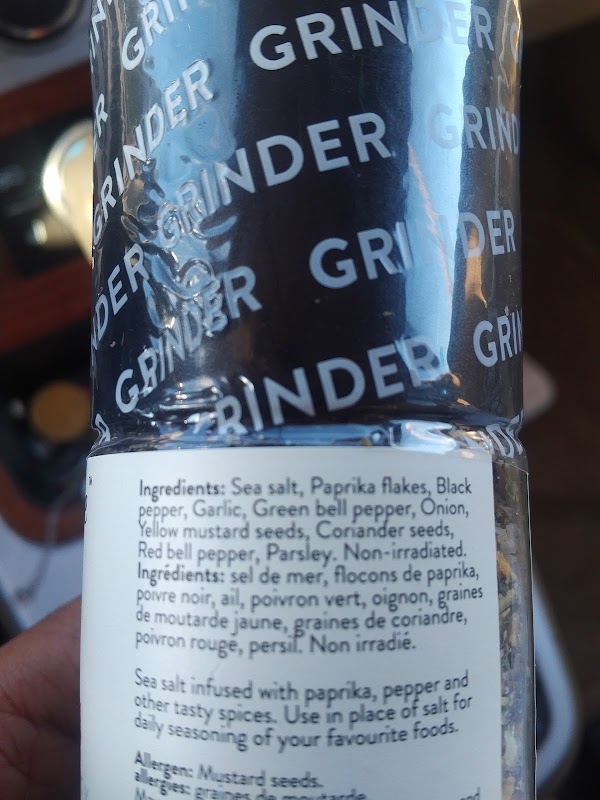 GRINDER
GRINDER
GRINDER
GRINDER
GRINDER
GRINDER
GRINDER
Ingredients: Sea salt, Paprika flakes, Black
pepper, Garlic, Green bell pepper, Onion,
Yellow mustard seeds, Coriander seeds,
Red bell pepper, Parsley. Non-irradiated.
Ingrédients: sel de mer, flocons de paprika,
poivre noir, ail, poivron vert, oignon, graines
de moutarde jaune, graines de coriandre,
poivron rouge, persil. Non irradié.
Sea salt infused with paprika, pepper and
other tasty spices. Use in place of salt for
daily seasoning of your favourite foods.
Allergen: Mustard seeds.
allergies: graines de moutarde